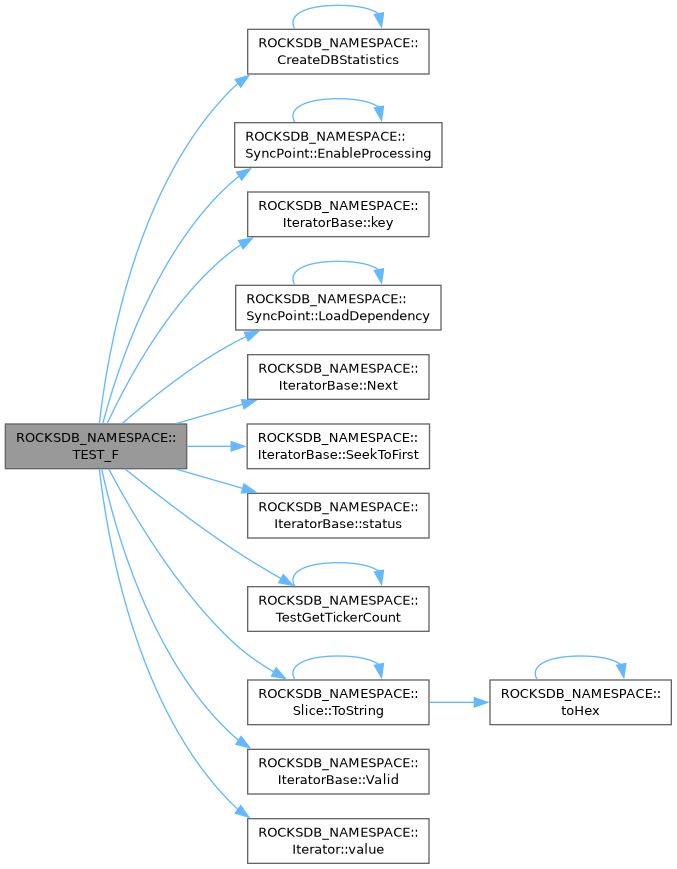 ROCKSDB_NAMESPACE::
CreateDBStatistics
ROCKSDB_NAMESPACE::
SyncPoint::EnableProcessing
ROCKSDB_NAMESPACE::
IteratorBase::key
ROCKSDB_NAMESPACE::
SyncPoint::LoadDependency
ROCKSDB_NAMESPACE::
IteratorBase::Next
ROCKSDB_NAMESPACE::
TEST_F
ROCKSDB_NAMESPACE::
IteratorBase::SeekToFirst
ROCKSDB_NAMESPACE::
IteratorBase::status
ROCKSDB_NAMESPACE::
TestGetTickerCount
ROCKSDB_NAMESPACE::
Slice::ToString
ROCKSDB_NAMESPACE::
toHex
ROCKSDB_NAMESPACE::
IteratorBase::Valid
ROCKSDB_NAMESPACE::
Iterator::value